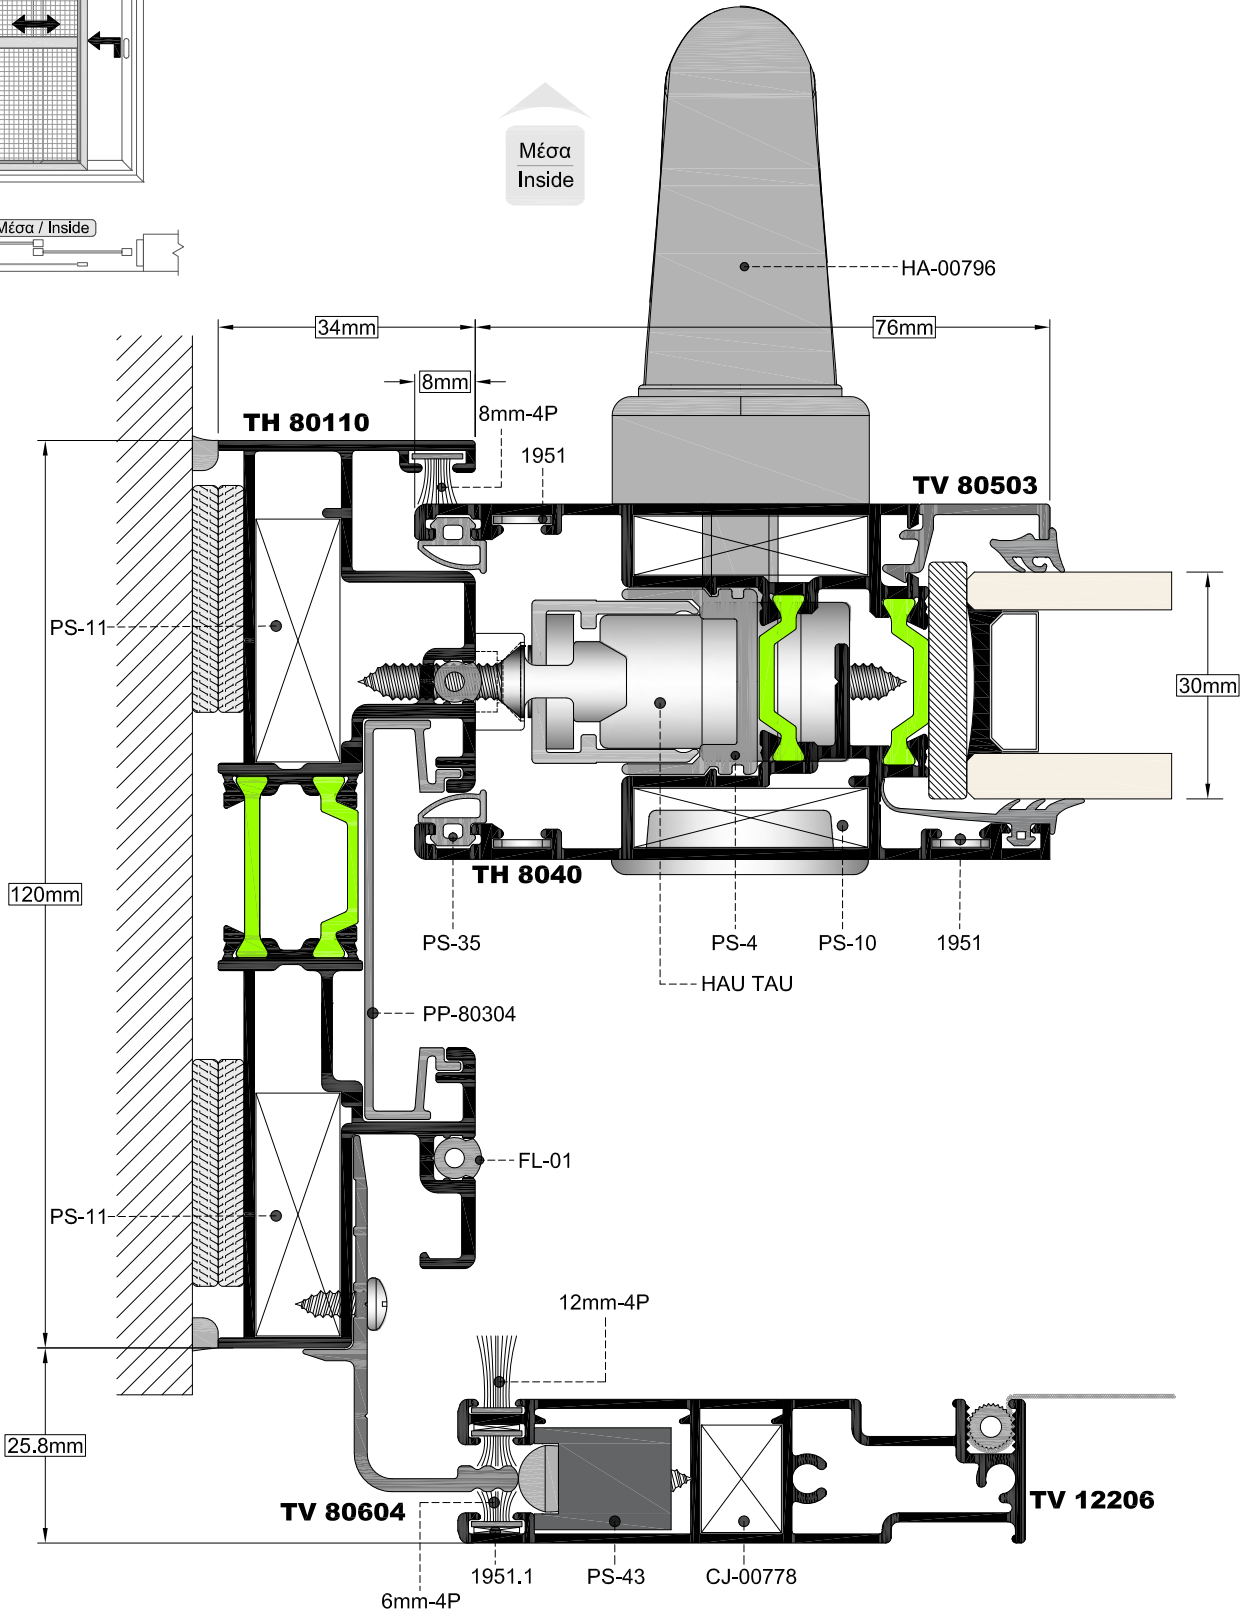 Μέσα
Inside
Μέσα / Inside
HA-00796
34mm
76mm
8mm
TH 80110
8mm-4P
1951
TV 80503
PS-11
30mm
120mm
TH 8040
PS-35
PS-4
PS-10
1951
HAU TAU
PP-80304
FL-01
PS-11
12mm-4P
25.8mm
TV 80604
TV 12206
1951.1
PS-43
CJ-00778
6mm-4P